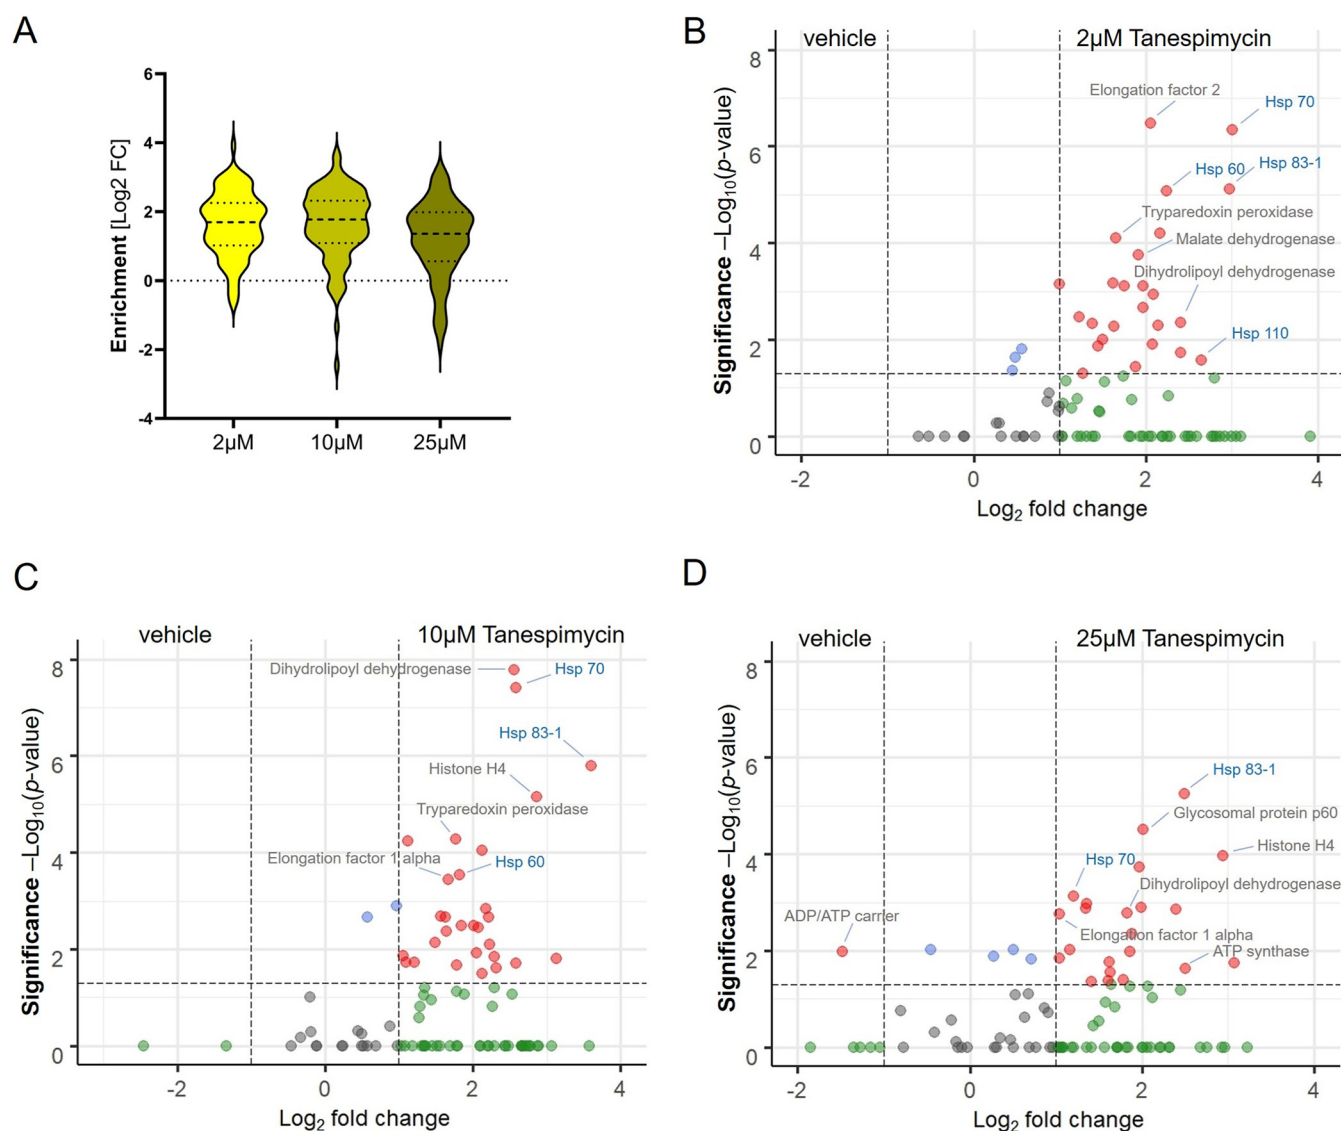 A
Enrichment [Log2 FC]
6
4
2
0
-2
-4
2µM
10µM
25µM
B
vehicle
2µM Tanespimycin
Significance –Log10(p-value)
8
6
4
2
0
Elongation factor 2
Hsp 70
Hsp 60
Hsp 83-1
Tryparedoxin peroxidase
Malate dehydrogenase
Dihydrolipoyl dehydrogenase
Hsp 110
-2
0
2
4
Log2 fold change
C
vehicle
10µM Tanespimycin
Significance –Log10(p-value)
8
6
4
2
0
Dihydrolipoyl dehydrogenase
Hsp 70
Hsp 83-1
Histone H4
Tryparedoxin peroxidase
Elongation factor 1 alpha
Hsp 60
-2
0
2
4
Log2 fold change
D
vehicle
25µM Tanespimycin
Significance –Log10(p-value)
8
6
4
2
0
Hsp 83-1
Glycosomal protein p60
Histone H4
Hsp 70
Dihydrolipoyl dehydrogenase
ADP/ATP carrier
Elongation factor 1 alpha
ATP synthase
-2
0
2
4
Log2 fold change